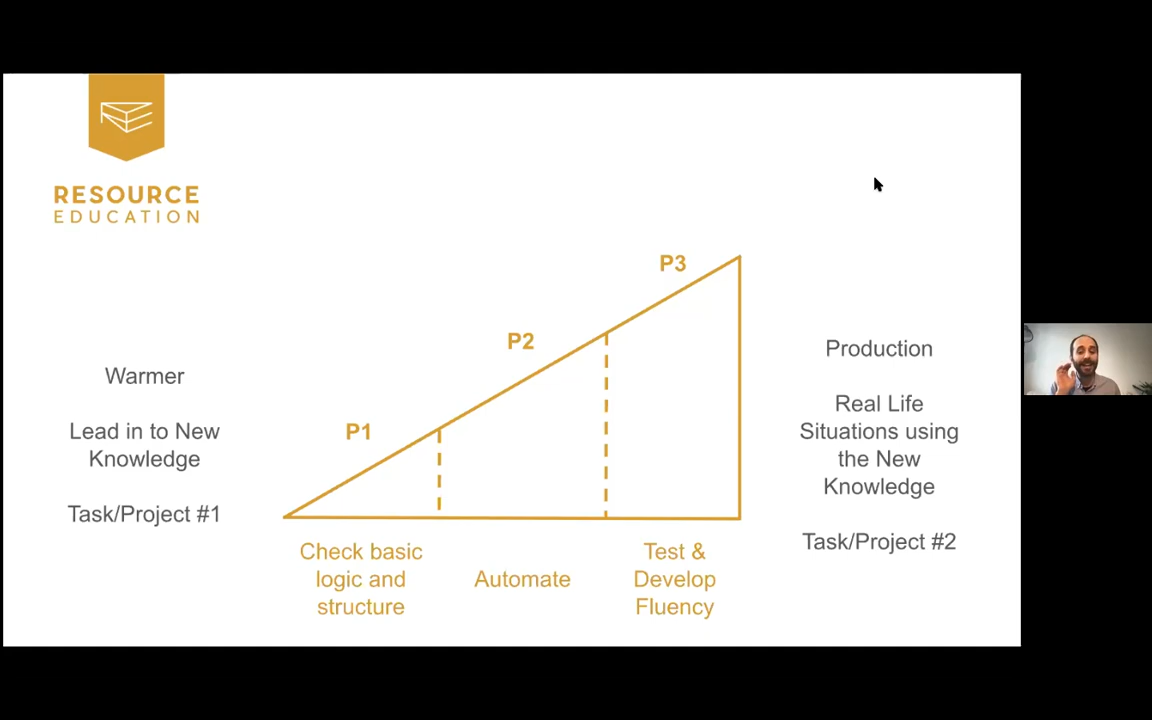 RESOURCE
EDUCATION
P3
P2
P1
Warmer
Lead in to New
Knowledge
Task/Project #1
Check basic
logic and
structure
Automate
Test &
Develop
Fluency
Production
Real Life
Situations using
the New
Knowledge
Task/Project #2